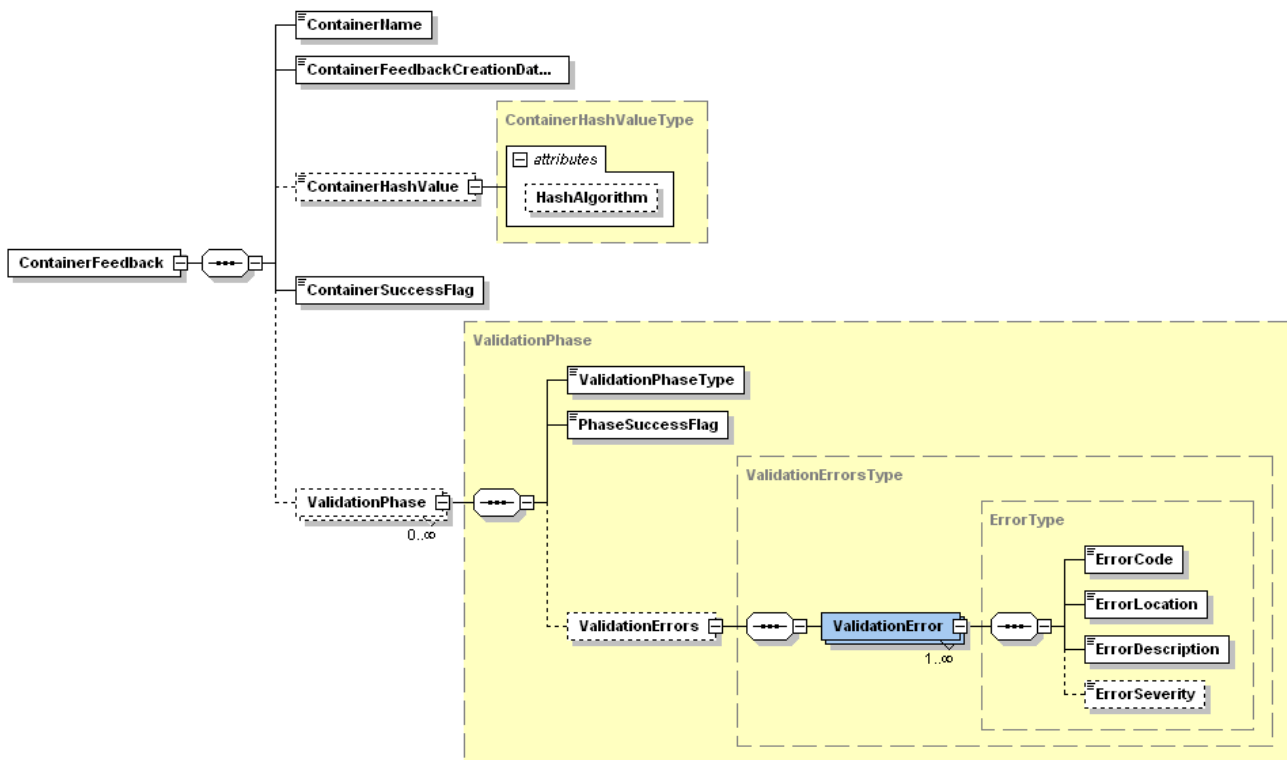 ContainerName
ContainerFeedbackCreationDat...
ContainerHashValueType
attributes
ContainerHashValue
HashAlgorithm
ContainerFeedback
ContainerSuccessFlag
ValidationPhase
ValidationPhaseType
PhaseSuccessFlag
ValidationErrorsType
ValidationPhase
0..∞
ErrorType
ErrorCode
ErrorLocation
ValidationErrors
ValidationError
1..∞
ErrorDescription
ErrorSeverity